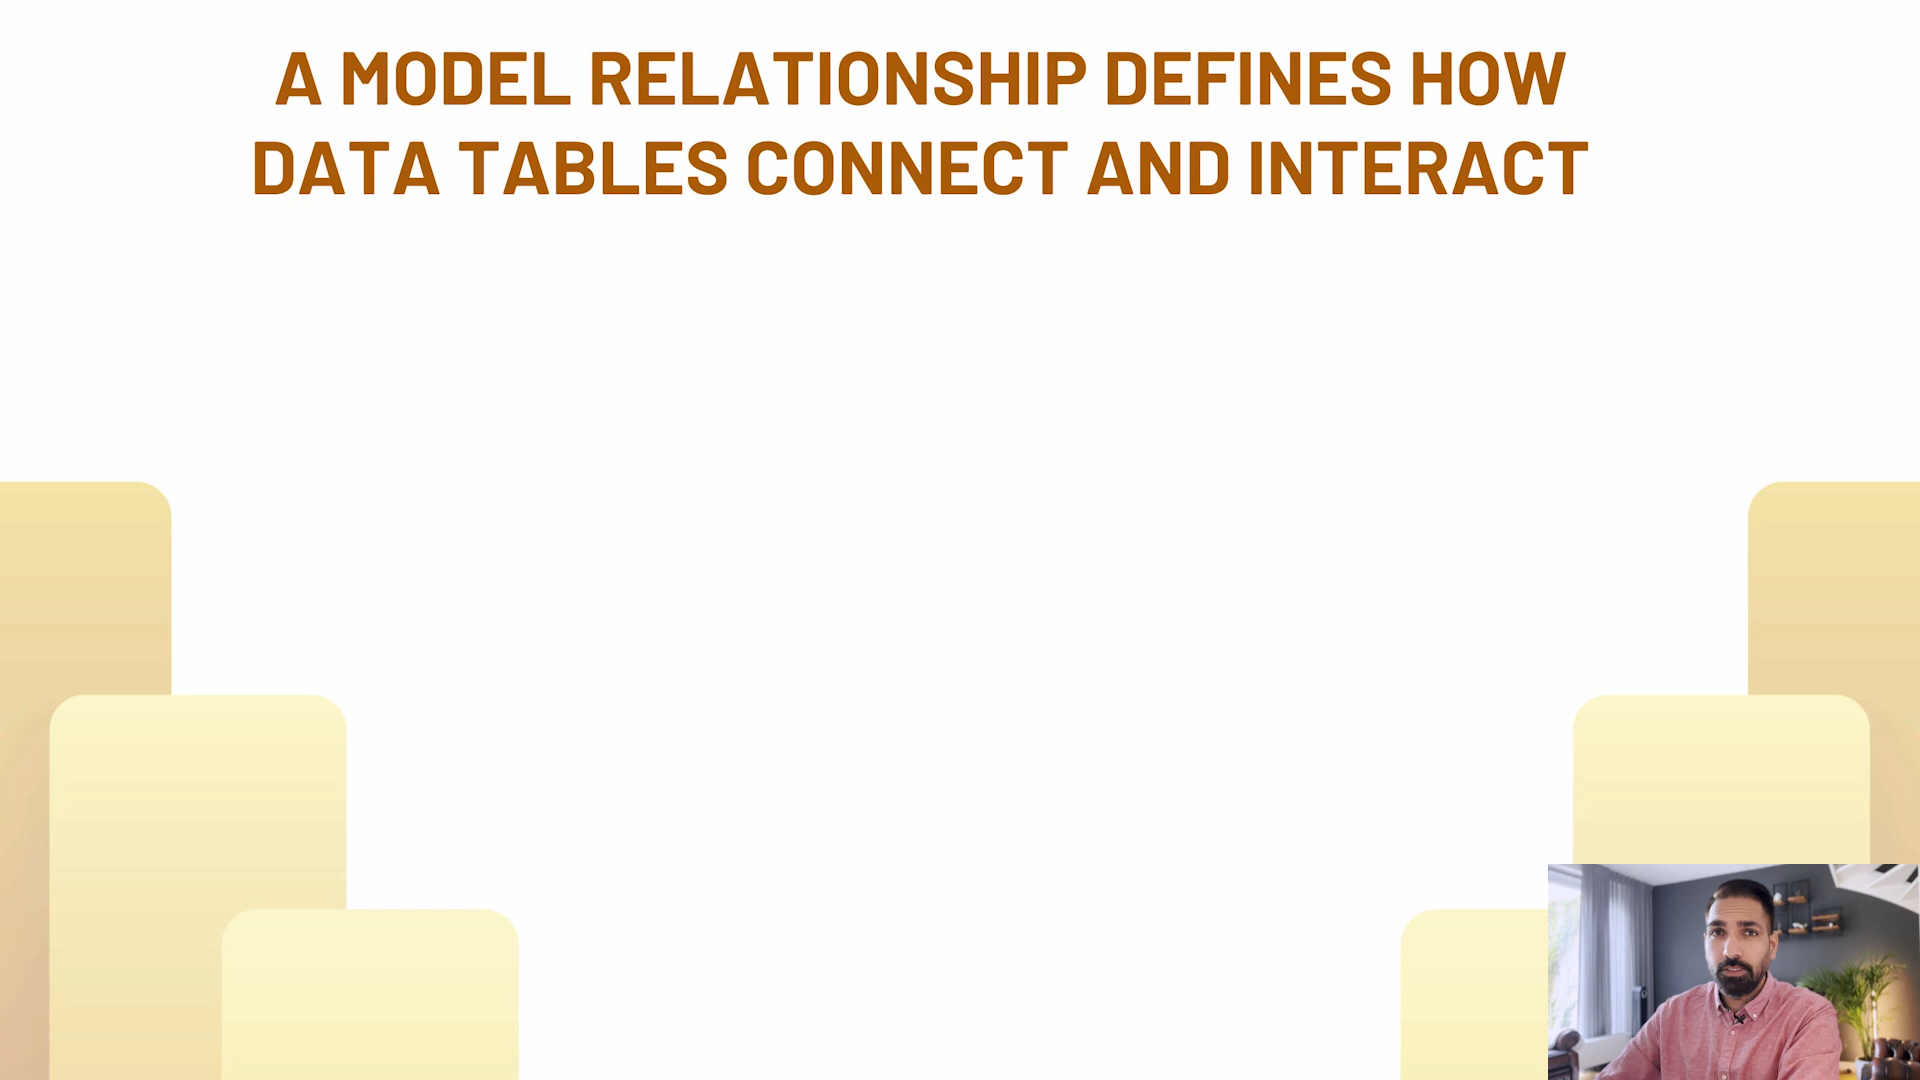 A MODEL RELATIONSHIP DEFINES HOW
DATA TABLES CONNECT AND INTERACT